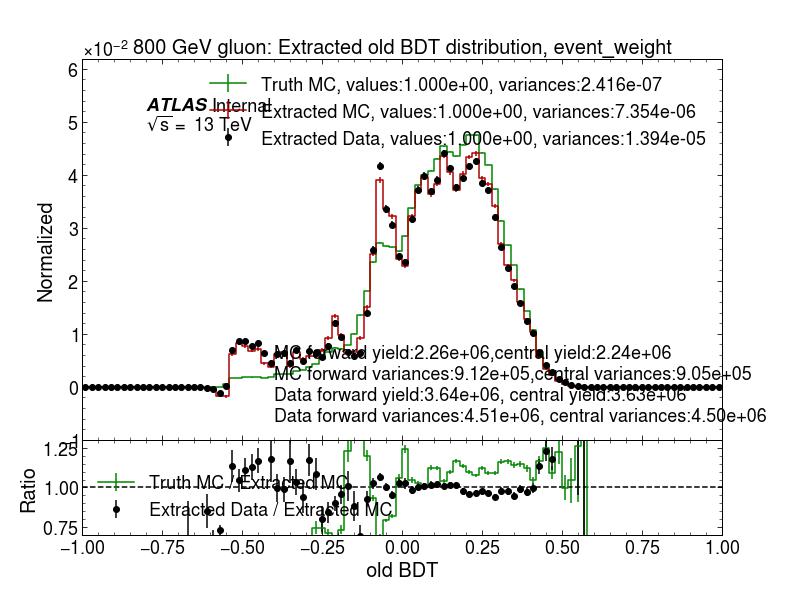 ×10−2 800 GeV gluon: Extracted old BDT distribution, event_weight
6
5
4
3
2
1
0
−1
Normalized
Truth MC, values:1.000e+00, variances:2.416e-07
ATLAS Internal
Extracted MC, values:1.000e+00, variances:7.354e-06
√s = 13 TeV
Extracted Data, values:1.000e+00, variances:1.394e-05
MC forward yield:2.26e+06,central yield:2.24e+06
MC forward variances:9.12e+05,central variances:9.05e+05
Data forward yield:3.64e+06, central yield:3.63e+06
Data forward variances:4.51e+06, central variances:4.50e+06
1.25
1.00
0.75
Ratio
Truth MC / Extracted MC
Extracted Data / Extracted MC
−1.00 −0.75 −0.50 −0.25 0.00 0.25 0.50 0.75 1.00
old BDT